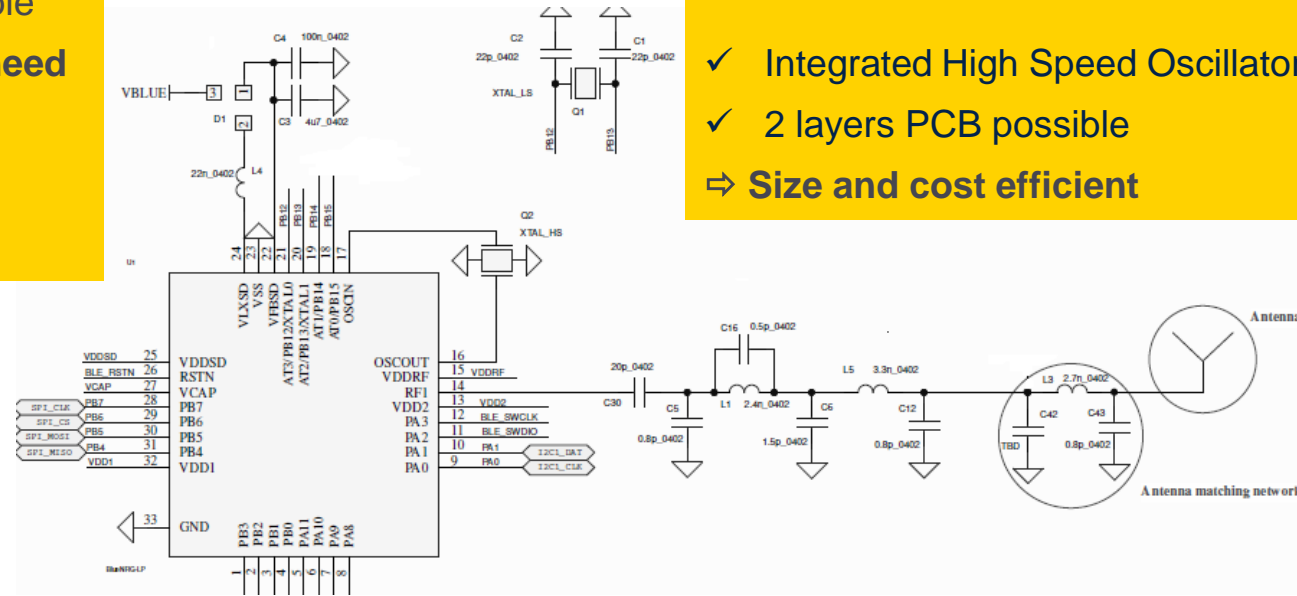 ple
need
✓ Integrated High Speed Oscillator
✓ 2 layers PCB possible
⇨ Size and cost efficient
C4 100n_0402
C3 4u7_0402
VBLUE
3
1
D1
2
22n_0402 L4
C2
22p_0402
C1
22p_0402
XTAL_LS
Q1
PB12
PB13
PB12
PB13
PB14
PB15
Q2
XTAL_HS
U1
24
23
22
21
20
19
18
17
VLXSD
VSS
VFBSD
AT3/PB12/XTAL0
AT2/PB13/XTAL1
AT1/PB14
AT0/PB15
OSCIN
VDDSD 25 VDDSD
BLE_RSTN 26 RSTN
VCAP 27 VCAP
SPI_CLK PB7 28 PB7
SPI_CS PB6 29 PB6
SPI_MOSI PB5 30 PB5
SPI_MISO PB4 31 PB4
VDD1 32 VDD1
33 GND
OSCOUT 16
VDDRF 15 VDDRF
RF1 14
VDD2 13 VDD2
PA3 12 BLE_SWCLK
PA2 11 BLE_SWDIO
PA1 10 PA1 I2C1_DAT
PA0 9 PA0 I2C1_CLK
PB3
PB2
PB1
PB0
PA11
PA10
PA9
PA8
1
2
3
4
5
6
7
8
BlueNRG-LP
20p_0402
C30
C5
0.8p_0402
C16 0.5p_0402
L1 2.4n_0402
C6
1.5p_0402
L5 3.3n_0402
C12
0.8p_0402
L3 2.7n_0402
C42
TBD
C43
0.8p_0402
Antenna
Antenna matching network